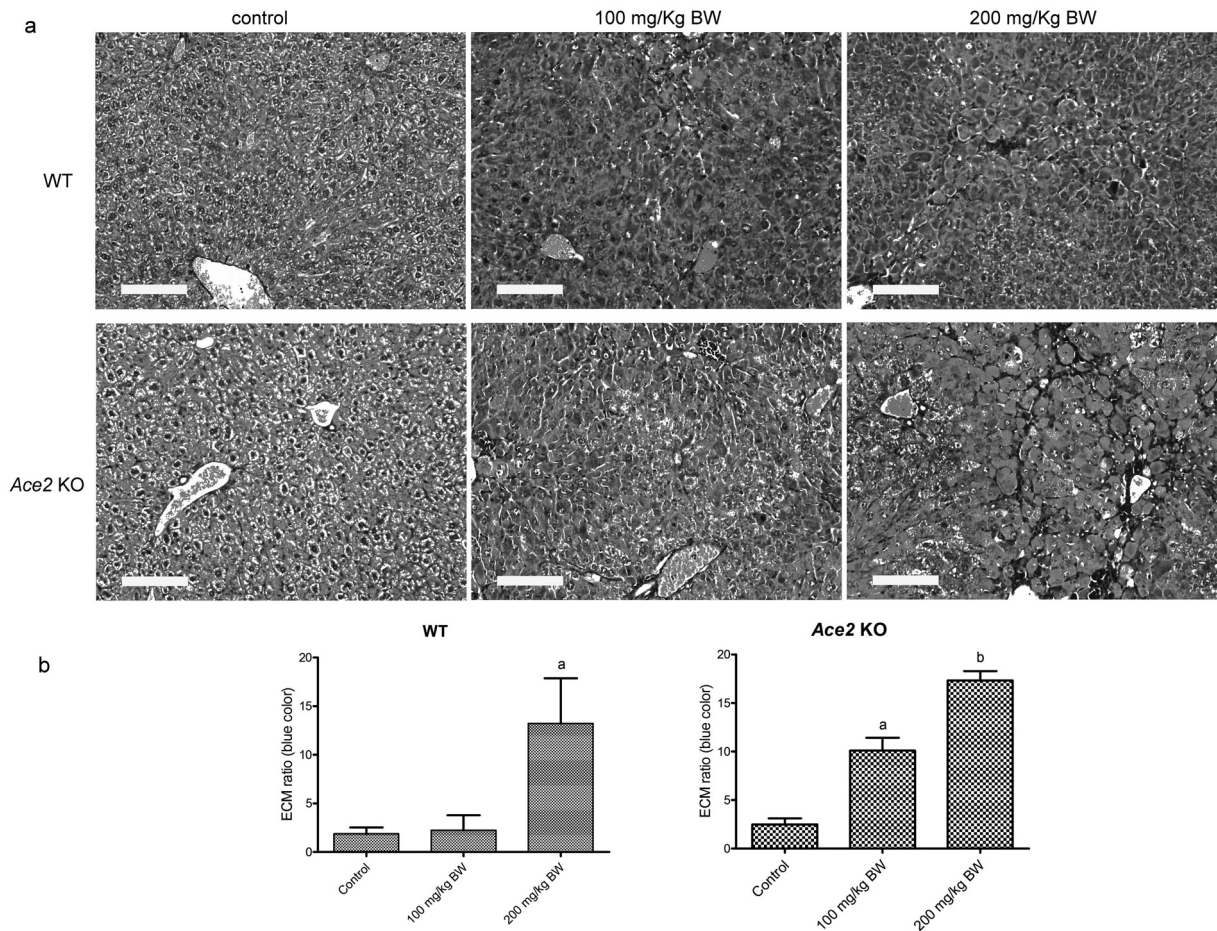 a
control
100 mg/Kg BW
200 mg/Kg BW
WT
Ace2 KO
b
WT
ECM ratio (blue color)
20
15
10
5
0
a
Control
100 mg/kg BW
200 mg/kg BW
Ace2 KO
ECM ratio (blue color)
20
15
10
5
0
a
b
Control
100 mg/kg BW
200 mg/kg BW